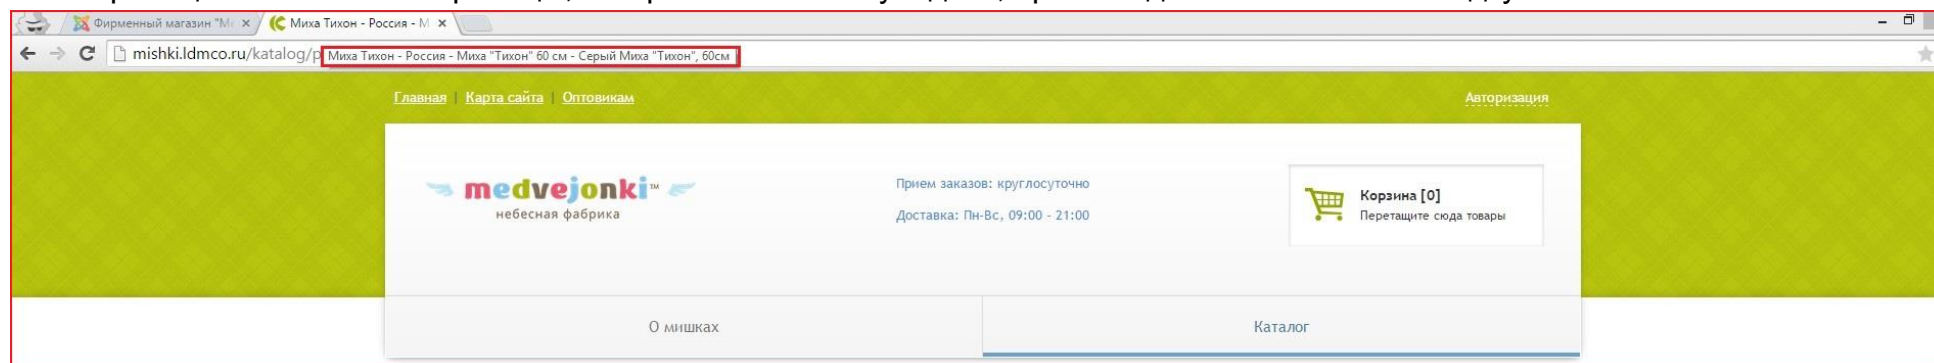 Фирменный магазин "М
Миха Тихон - Россия - М
mishki.ldmco.ru/katalog/p
Миха Тихон - Россия - Миха "Тихон" 60 см - Серый Миха "Тихон", 60см
Главная | Карта сайта | Оптовикам
Авторизация
medvejonki™
небесная фабрика
Прием заказов: круглосуточно
Доставка: Пн-Вс, 09:00 - 21:00
Корзина [0]
Перетащите сюда товары
О мишках
Каталог